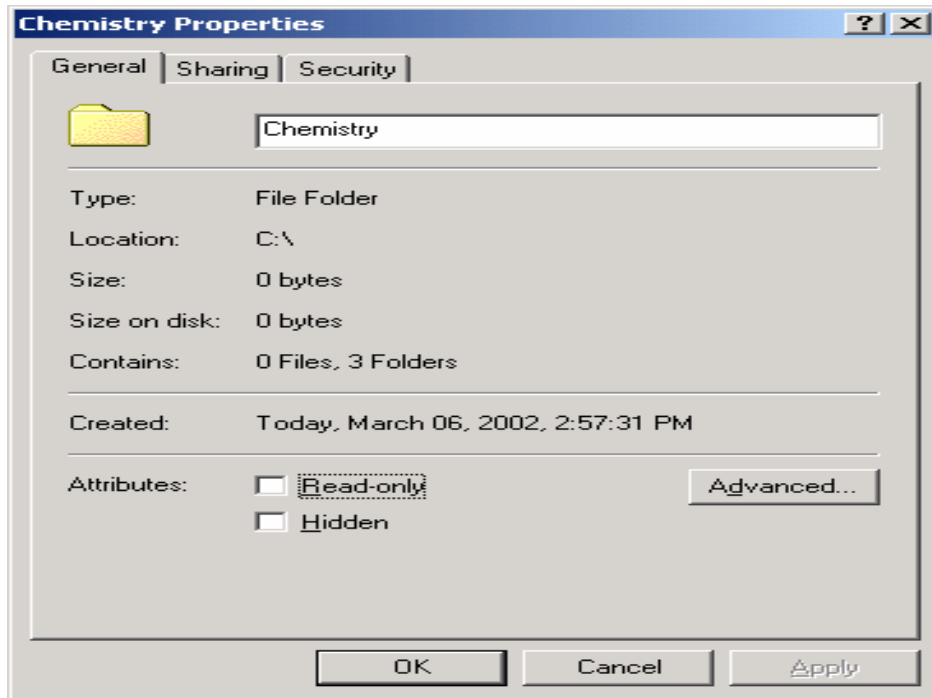 Chemistry Properties ?
General Sharing Security
Chemistry
Type: File Folder
Location: C:\
Size: 0 bytes
Size on disk: 0 bytes
Contains: 0 Files, 3 Folders
Created: Today, March 06, 2002, 2:57:31 PM
Attributes: Read-only Advanced...
Hidden
OK Cancel Apply